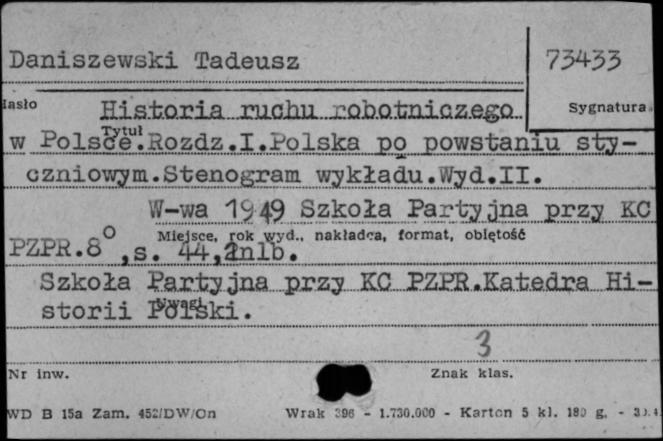 Daniszewski Tadeusz
73433
Hasło
Historia ruchu robotniczego
Sygnatura
Tytuł
w Polsce.Rozdz.I.Polska po powstaniu sty-
czniowym.Stenogram wykładu.Wyd.II.
W-wa 1949 Szkoła Partyjna przy KC
Miejsce, rok wyd., nakładca, format, obiętość
PZPR.8°,s. 44,2nlb.
Szkoła Partyjna przy KC PZPR.Katedra Hi-
Uwagi
storii Polski.
3
Nr inw.
Znak klas.
WD B 15a Zam. 452/DW/On
Wrak 396 - 1.730.000 - Karton 5 kl. 180 g. -